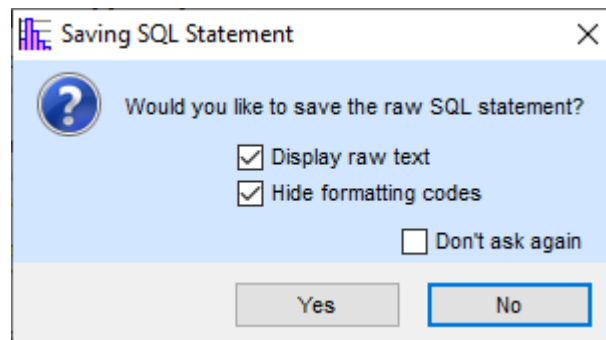 Saving SQL Statement
Would you like to save the raw SQL statement?
Display raw text
Hide formatting codes
Don't ask again
Yes
No